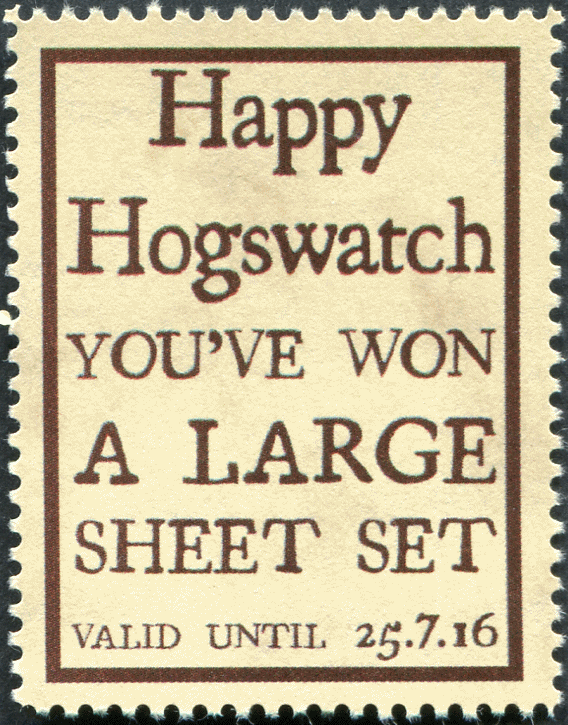 Happy
Hogswatch
YOU'VE WON
A LARGE
SHEET SET
VALID UNTIL 25.7.16